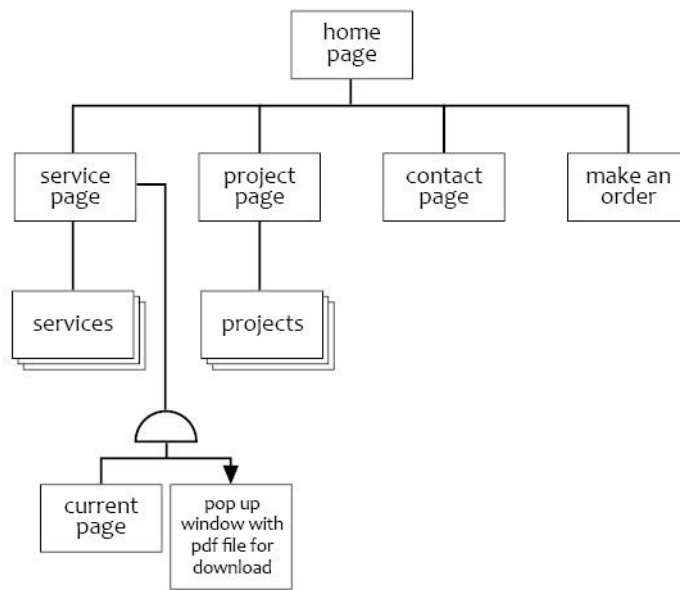 home
page
service
page
project
page
contact
page
make an
order
services
projects
current
page
pop up
window with
pdf file for
download